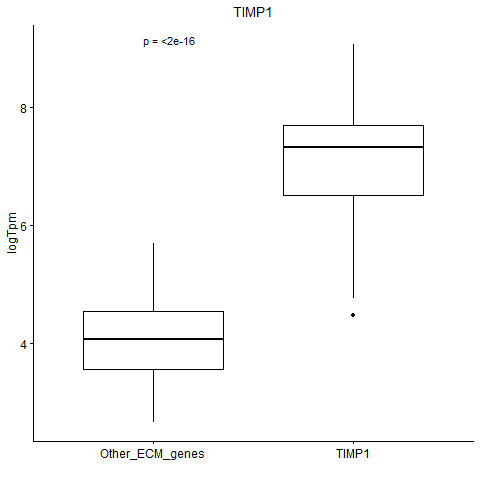 TIMP1
p = <2e-16
logTpm
8
6
4
Other_ECM_genes
TIMP1